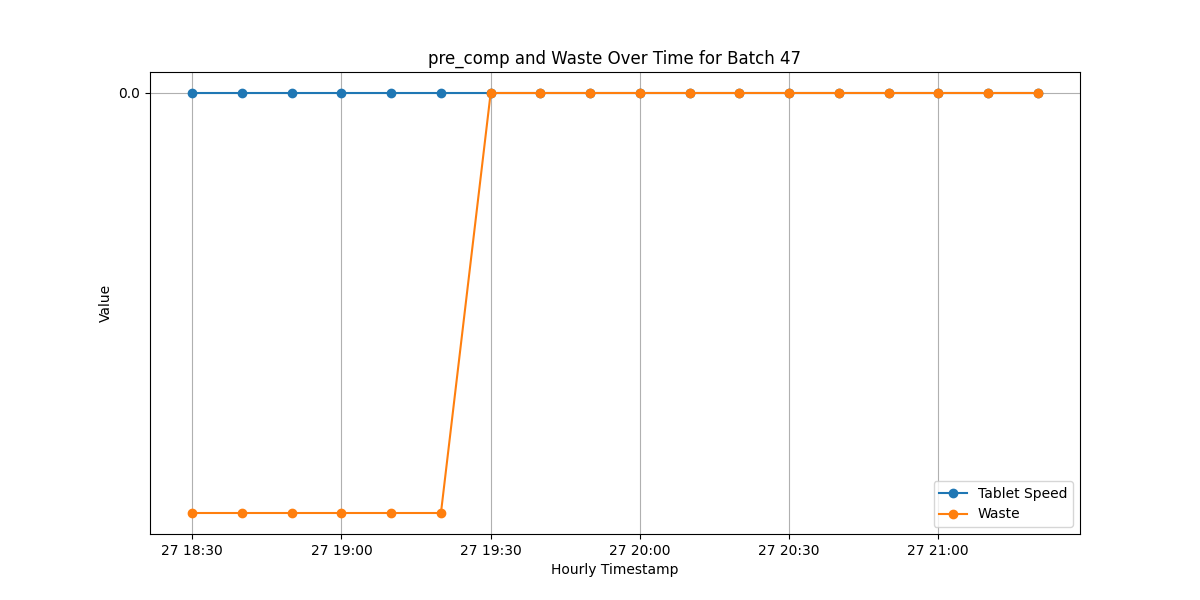 pre_comp and Waste Over Time for Batch 47
0.0
Value
Tablet Speed
Waste
27 18:30 27 19:00 27 19:30 27 20:00 27 20:30 27 21:00
Hourly Timestamp